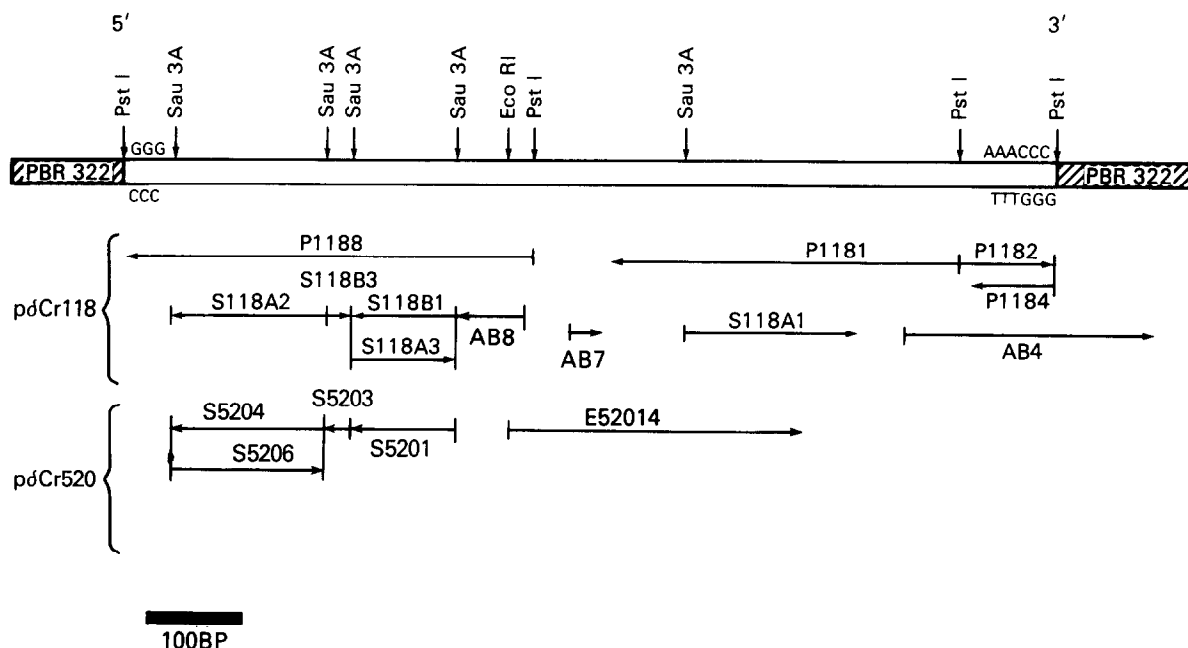 5′ 3′
Pst I Sau 3A Sau 3A Sau 3A Sau 3A Eco RI Pst I Sau 3A Pst I Pst I
GGG AAACCC
PBR 322 PBR 322
CCC TTTGGG
P1188 P1181 P1182
S118B3 P1184
pδCr118 S118A2 S118B1 AB8 S118A1
S118A3 AB7 AB4
S5204 S5203 E52014
S5206 S5201
pδCr520
100BP